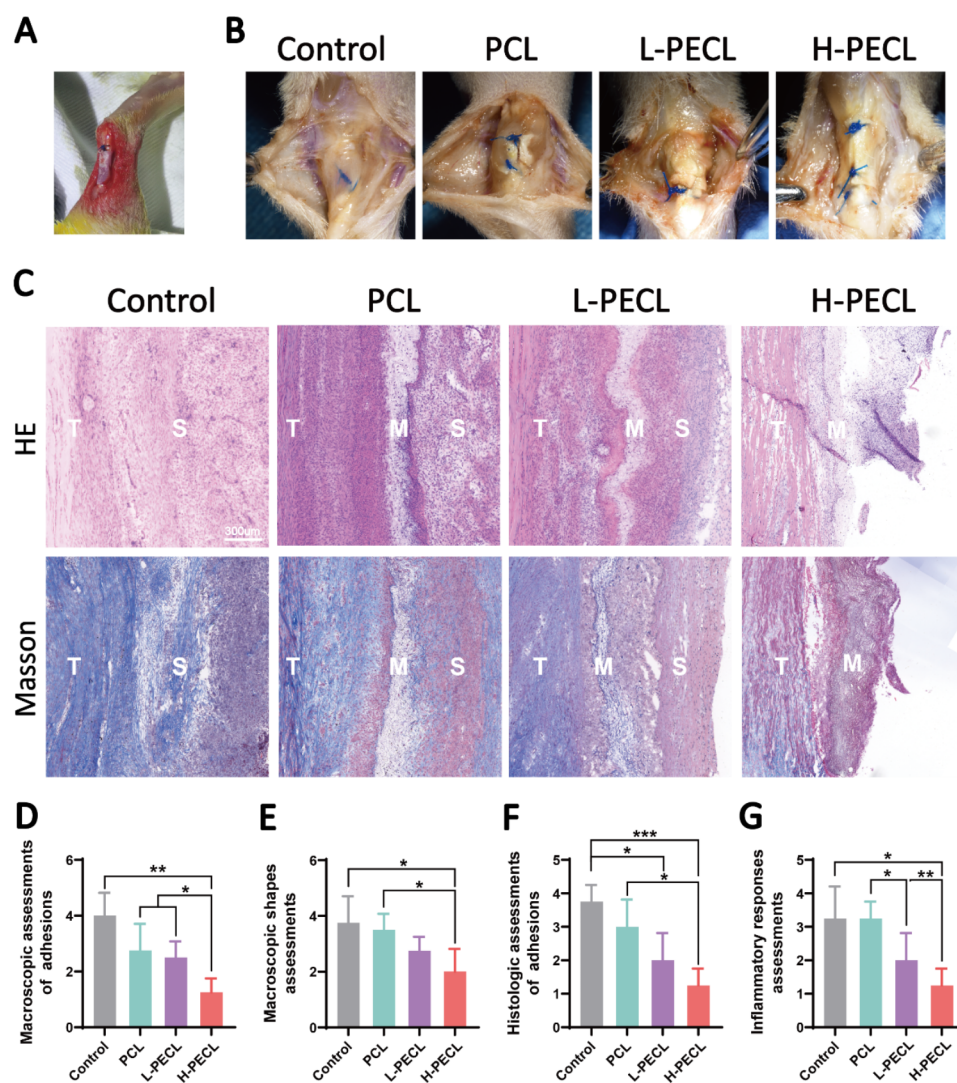 A
B
Control
PCL
L-PECL
H-PECL
C
Control
PCL
L-PECL
H-PECL
HE
T
S
300um
T
M
S
T
M
S
T
M
Masson
T
S
T
M
S
T
M
S
T
M
D
Macroscopic assessments
of adhesions
6
4
2
0
**
*
Control
PCL
L-PECL
H-PECL
E
Macroscopic shapes
assessments
6
4
2
0
*
*
Control
PCL
L-PECL
H-PECL
F
Histologic assessments
of adhesions
5
4
3
2
1
0
***
*
*
Control
PCL
L-PECL
H-PECL
G
Inflammatory responses
assessments
5
4
3
2
1
0
*
*
**
Control
PCL
L-PECL
H-PECL